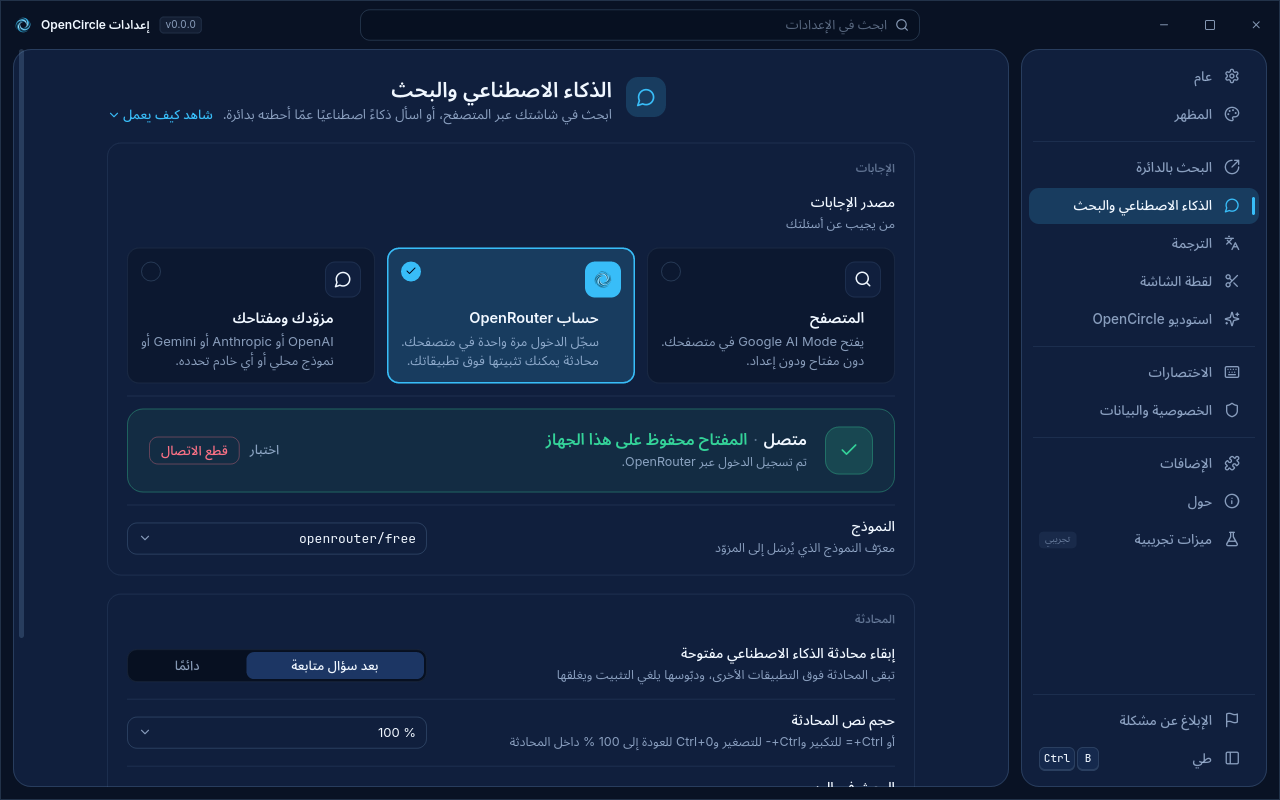 إعدادات OpenCircle
v0.0.0
ابحث في الإعدادات
عام
المظهر
البحث بالدائرة
الذكاء الاصطناعي والبحث
الترجمة
لقطة الشاشة
استوديو OpenCircle
الاختصارات
الخصوصية والبيانات
الإضافات
حول
ميزات تجريبية
تجريبي
الإبلاغ عن مشكلة
طي
Ctrl B
الذكاء الاصطناعي والبحث
ابحث في شاشتك عبر المتصفح، أو اسأل ذكاءً اصطناعيًا عمّا أحطته بدائرة. شاهد كيف يعمل
الإجابات
مصدر الإجابات
من يجيب عن أسئلتك
المتصفح
يفتح Google AI Mode في متصفحك.
دون مفتاح ودون إعداد.
حساب OpenRouter
سجّل الدخول مرة واحدة في متصفحك.
محادثة يمكنك تثبيتها فوق تطبيقاتك.
مزوّدك ومفتاحك
OpenAI أو Anthropic أو Gemini أو
نموذج محلي أو أي خادم تحدده.
متصل · المفتاح محفوظ على هذا الجهاز
تم تسجيل الدخول عبر OpenRouter.
اختبار
قطع الاتصال
النموذج
معرّف النموذج الذي يُرسَل إلى المزوّد
openrouter/free
المحادثة
إبقاء محادثة الذكاء الاصطناعي مفتوحة
تبقى المحادثة فوق التطبيقات الأخرى، ودبّوسها يلغي التثبيت ويغلقها
بعد سؤال متابعة
دائمًا
حجم نص المحادثة
أو Ctrl+= للتكبير وCtrl+- للتصغير وCtrl+0 للعودة إلى 100 % داخل المحادثة
100 %